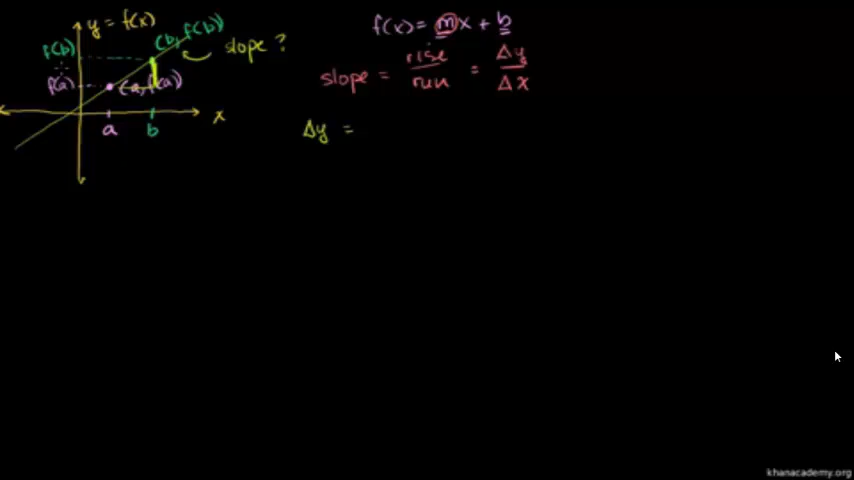 y = f(x)
f(b)
(b, f(b))
slope ?
f(a)
(a, f(a))
x
a
b
f(x) = mx + b
slope = rise/run = Δy/Δx
Δy =
khanacademy.org